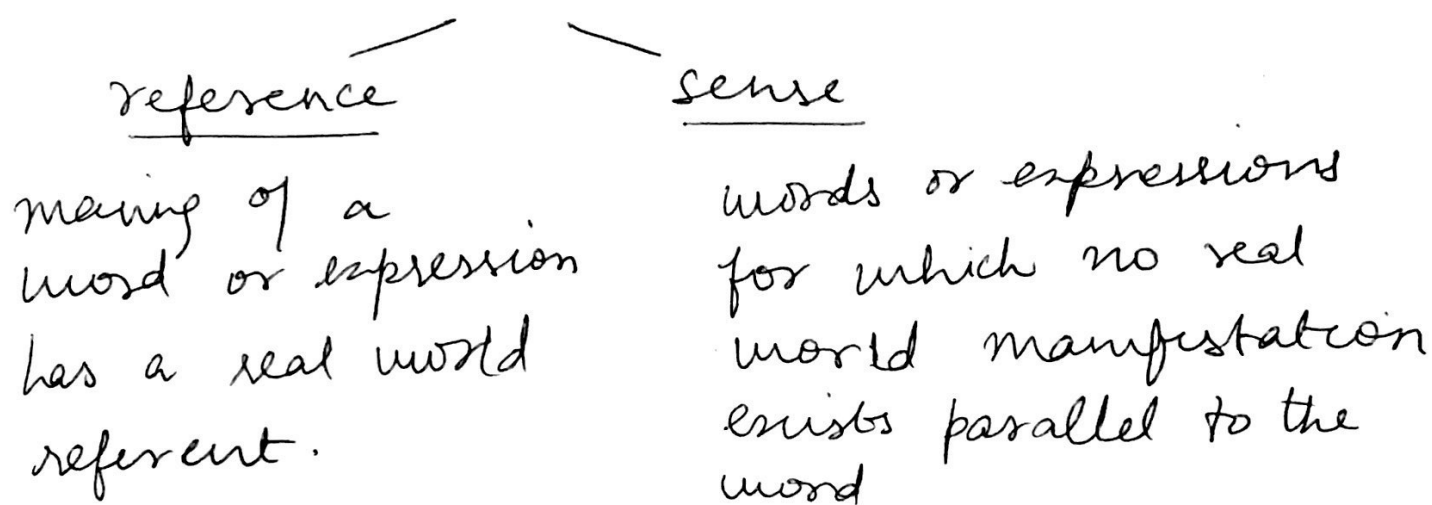 reference
sense
meaning of a
word or expression
has a real world
referent.
words or expressions
for which no real
world manifestation
exists parallel to the
word